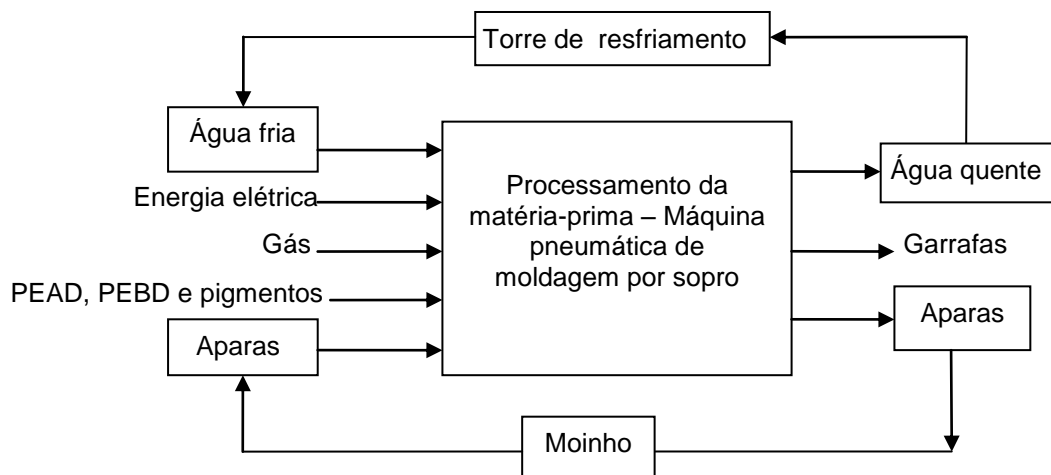 Torre de resfriamento
Água fria
Energia elétrica
Gás
PEAD, PEBD e pigmentos
Aparas
Processamento da
matéria-prima – Máquina
pneumática de
moldagem por sopro
Água quente
Garrafas
Aparas
Moinho